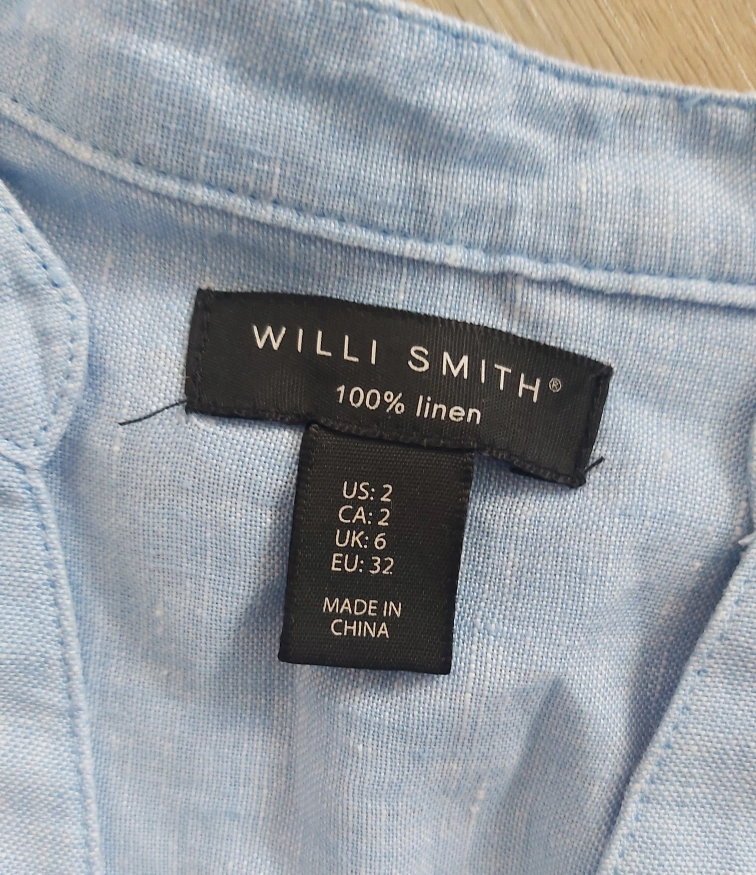 WILLI SMITH®
100% linen
US: 2
CA: 2
UK: 6
EU: 32
MADE IN
CHINA